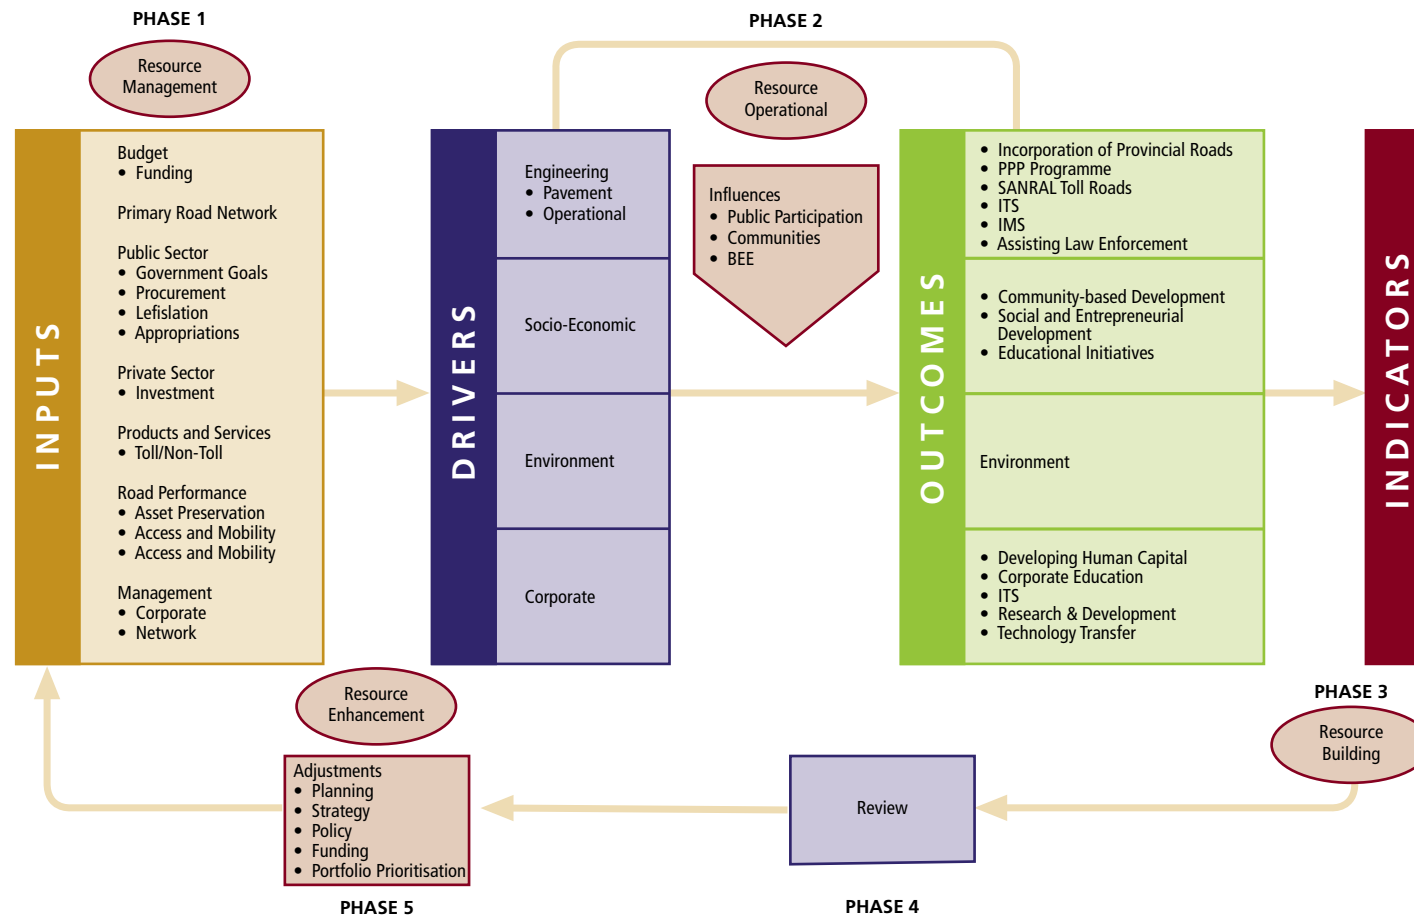 PHASE 1
Resource
Management
INPUTS
Budget
• Funding
Primary Road Network
Public Sector
• Government Goals
• Procurement
• Lefislation
• Appropriations
Private Sector
• Investment
Products and Services
• Toll/Non-Toll
Road Performance
• Asset Preservation
• Access and Mobility
• Access and Mobility
Management
• Corporate
• Network
PHASE 2
Resource
Operational
DRIVERS
Engineering
• Pavement
• Operational
Socio-Economic
Environment
Corporate
Influences
• Public Participation
• Communities
• BEE
OUTCOMES
• Incorporation of Provincial Roads
• PPP Programme
• SANRAL Toll Roads
• ITS
• IMS
• Assisting Law Enforcement
• Community-based Development
• Social and Entrepreneurial
Development
• Educational Initiatives
Environment
• Developing Human Capital
• Corporate Education
• ITS
• Research & Development
• Technology Transfer
INDICATORS
PHASE 3
Resource
Building
Review
PHASE 4
Resource
Enhancement
Adjustments
• Planning
• Strategy
• Policy
• Funding
• Portfolio Prioritisation
PHASE 5